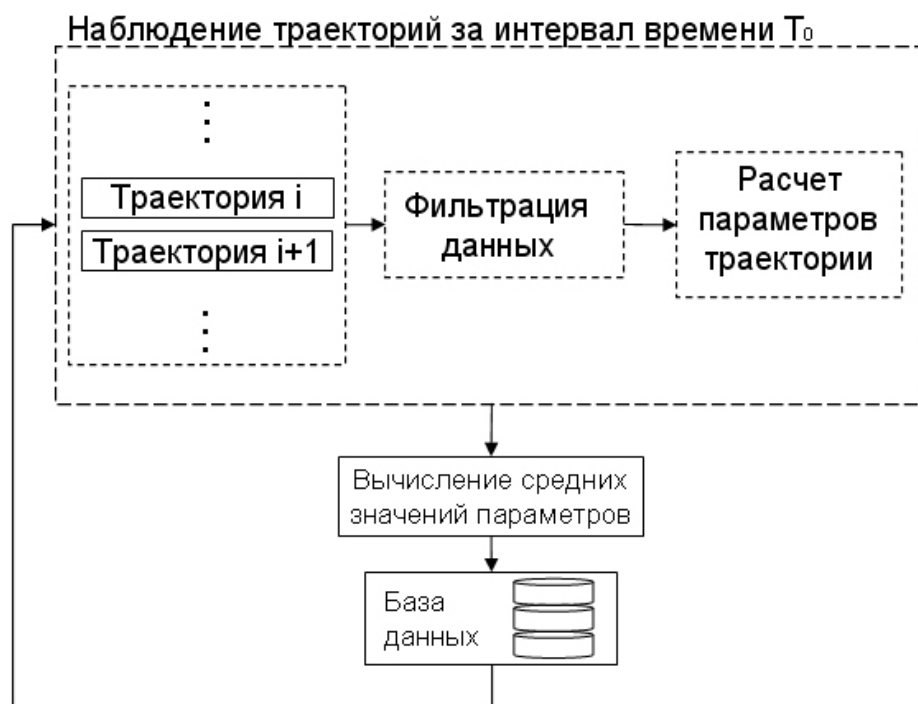 Наблюдение траекторий за интервал времени T₀
Траектория i
Траектория i+1
Фильтрация
данных
Расчет
параметров
траектории
Вычисление средних
значений параметров
База
данных